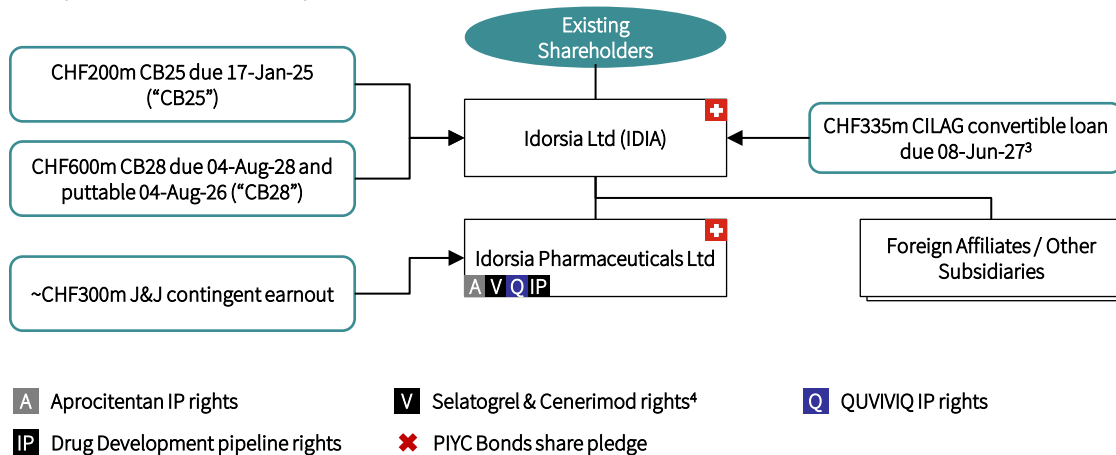 Existing
Shareholders
CHF200m CB25 due 17-Jan-25
("CB25")
Idorsia Ltd (IDIA)
CHF335m CILAG convertible loan
due 08-Jun-27³
CHF600m CB28 due 04-Aug-28 and
puttable 04-Aug-26 ("CB28")
Idorsia Pharmaceuticals Ltd
A V Q IP
Foreign Affiliates / Other
Subsidiaries
~CHF300m J&J contingent earnout
A Aprocitentan IP rights
V Selatogrel & Cenerimod rights⁴
Q QUVIVIQ IP rights
IP Drug Development pipeline rights
PIYC Bonds share pledge